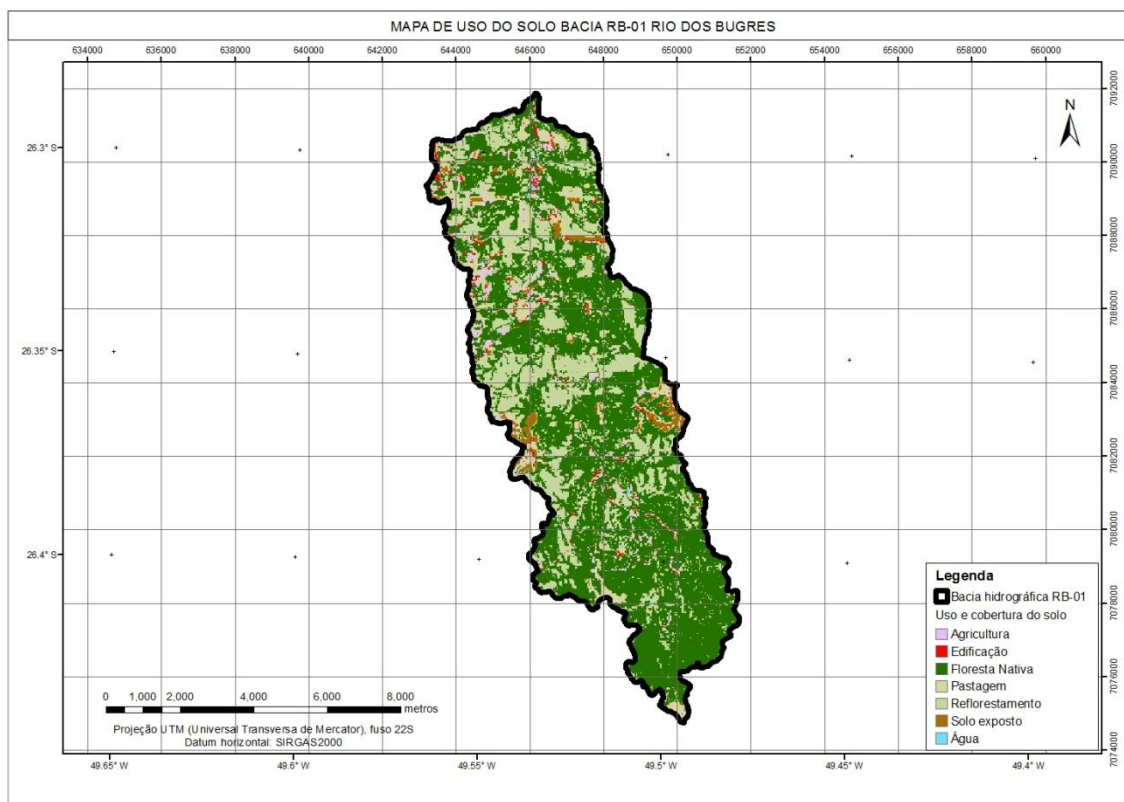 MAPA DE USO DO SOLO BACIA RB-01 RIO DOS BUGRES
634000 636000 638000 640000 642000 644000 646000 648000 650000 652000 654000 656000 658000 660000
7092000
N
26.3° S
7090000
7088000
7086000
26.35° S
7084000
7082000
7080000
26.4° S
Legenda
Bacia hidrográfica RB-01
7078000
Uso e cobertura do solo
Agricultura
Edificação
Floresta Nativa
7076000
Pastagem
Reflorestamento
Solo exposto
Água
0 1,000 2,000 4,000 6,000 8,000
metros
Projeção UTM (Universal Transversa de Mercator), fuso 22S
Datum horizontal: SIRGAS2000
7074000
49.65° W 49.6° W 49.55° W 49.5° W 49.45° W 49.4° W